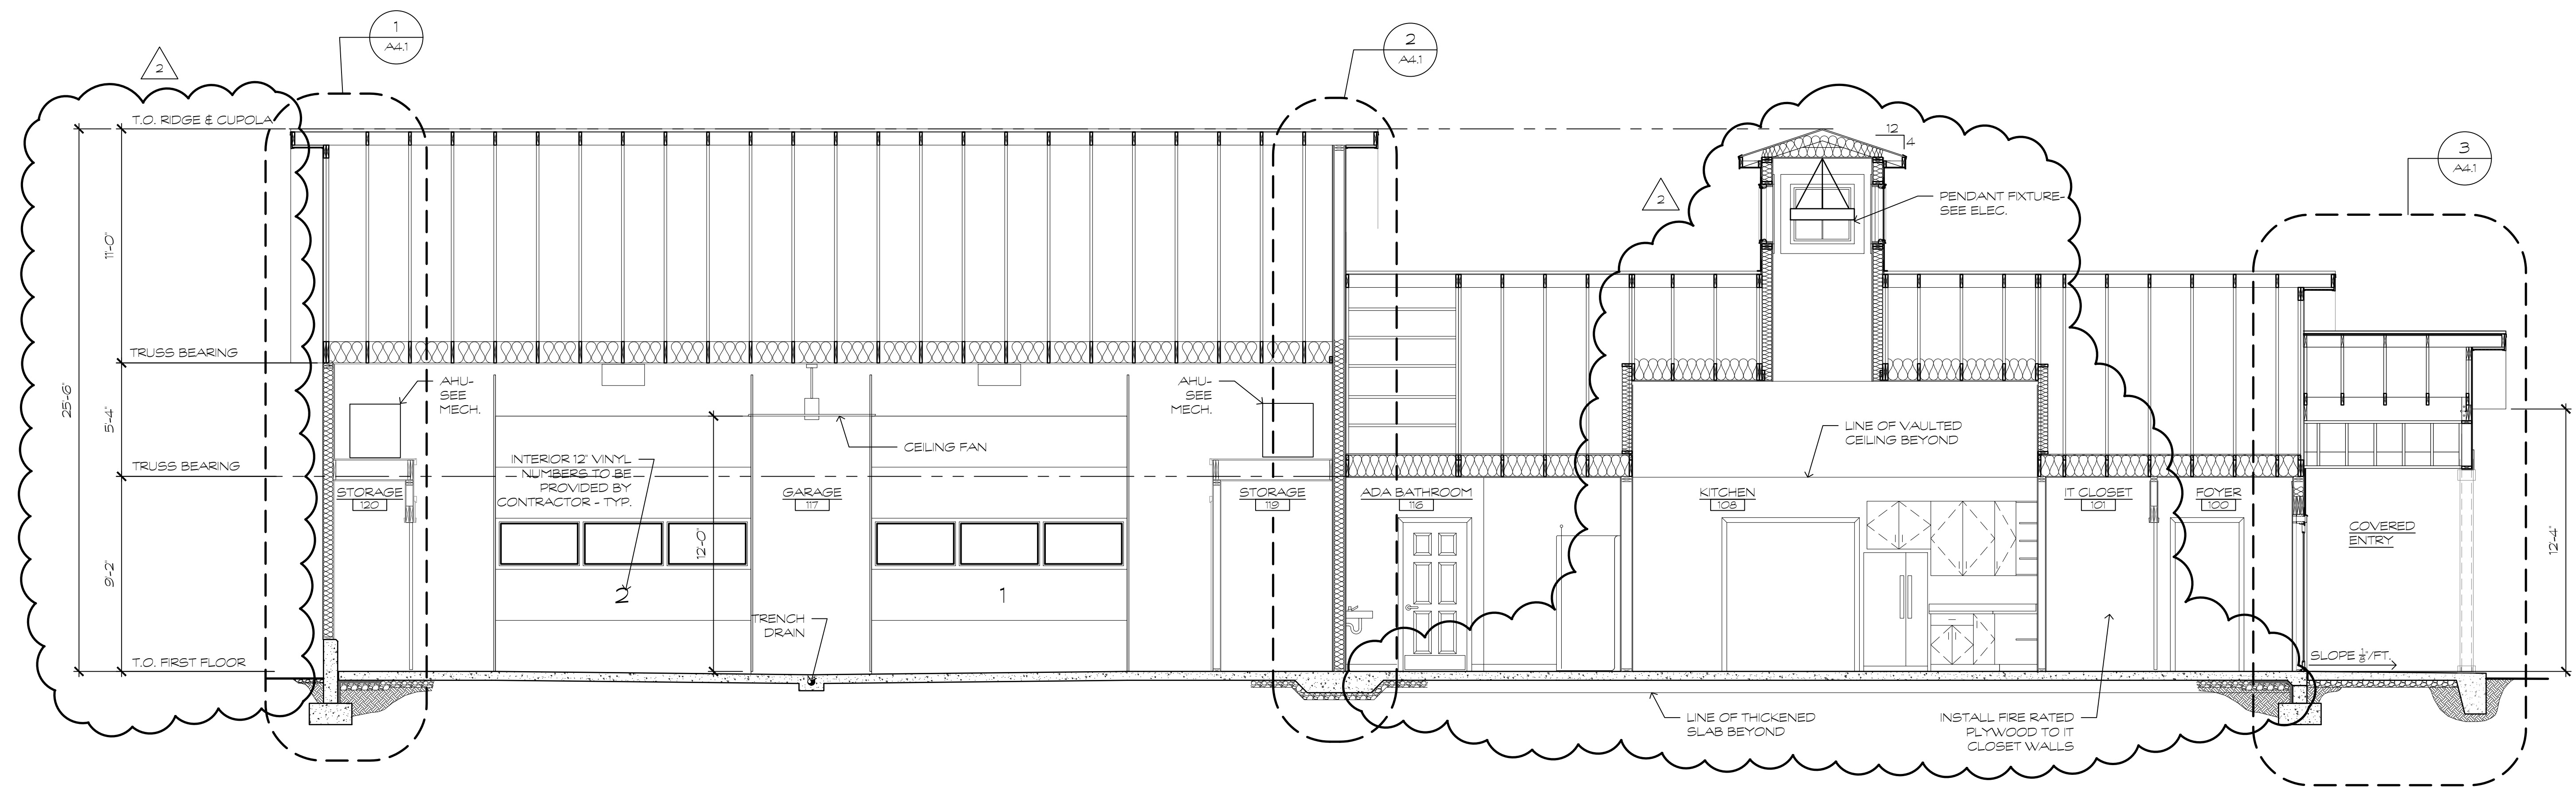 1
A4.1
2
A4.1
3
A4.1
2
2
T.O. RIDGE & CUPOLA
12
4
PENDANT FIXTURE-
SEE ELEC.
11'-0"
25'-6"
TRUSS BEARING
5'-4"
AHU-
SEE
MECH.
AHU-
SEE
MECH.
CEILING FAN
LINE OF VAULTED
CEILING BEYOND
INTERIOR 12" VINYL
NUMBERS TO BE
PROVIDED BY
CONTRACTOR - TYP.
TRUSS BEARING
STORAGE
120
GARAGE
117
STORAGE
119
ADA BATHROOM
116
KITCHEN
108
IT CLOSET
101
FOYER
100
COVERED
ENTRY
12'-0"
12'-4"
9'-2"
2
1
TRENCH
DRAIN
T.O. FIRST FLOOR
SLOPE ⅛"/FT.
LINE OF THICKENED
SLAB BEYOND
INSTALL FIRE RATED
PLYWOOD TO IT
CLOSET WALLS